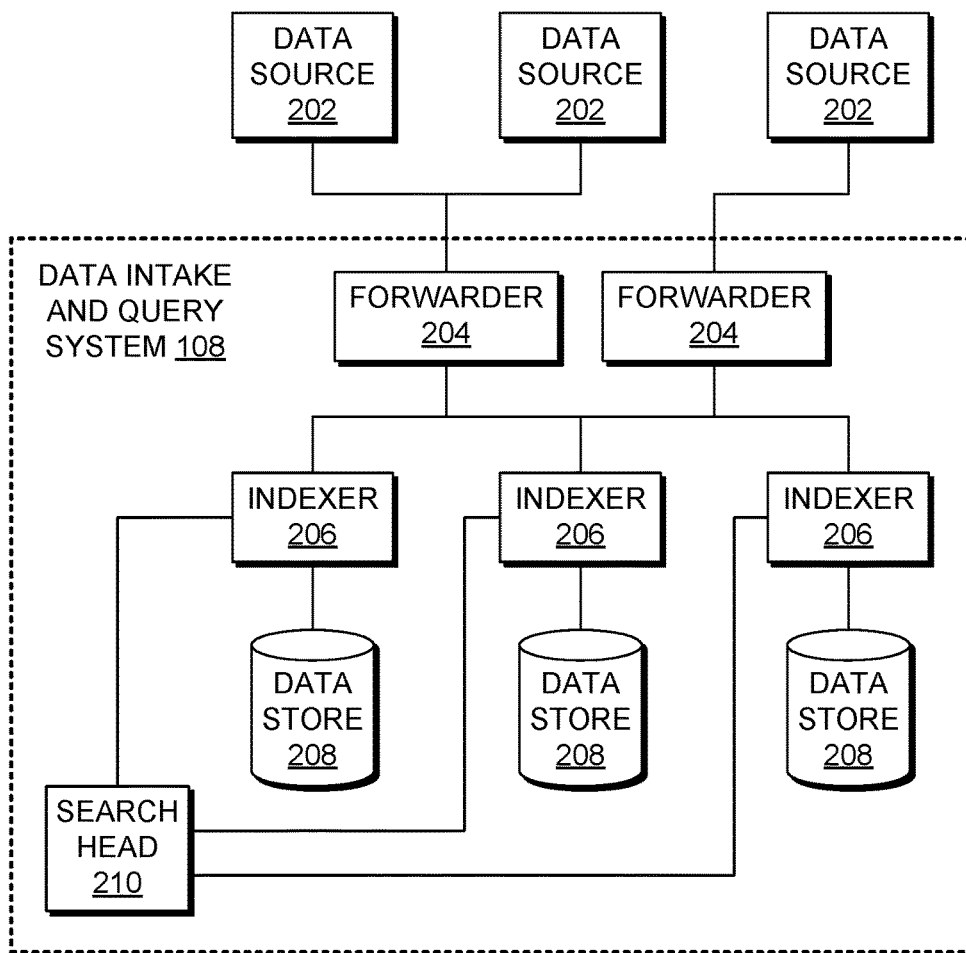 DATA
SOURCE
202
DATA
SOURCE
202
DATA
SOURCE
202
DATA INTAKE
AND QUERY
SYSTEM 108
FORWARDER
204
FORWARDER
204
INDEXER
206
INDEXER
206
INDEXER
206
DATA
STORE
208
DATA
STORE
208
DATA
STORE
208
SEARCH
HEAD
210